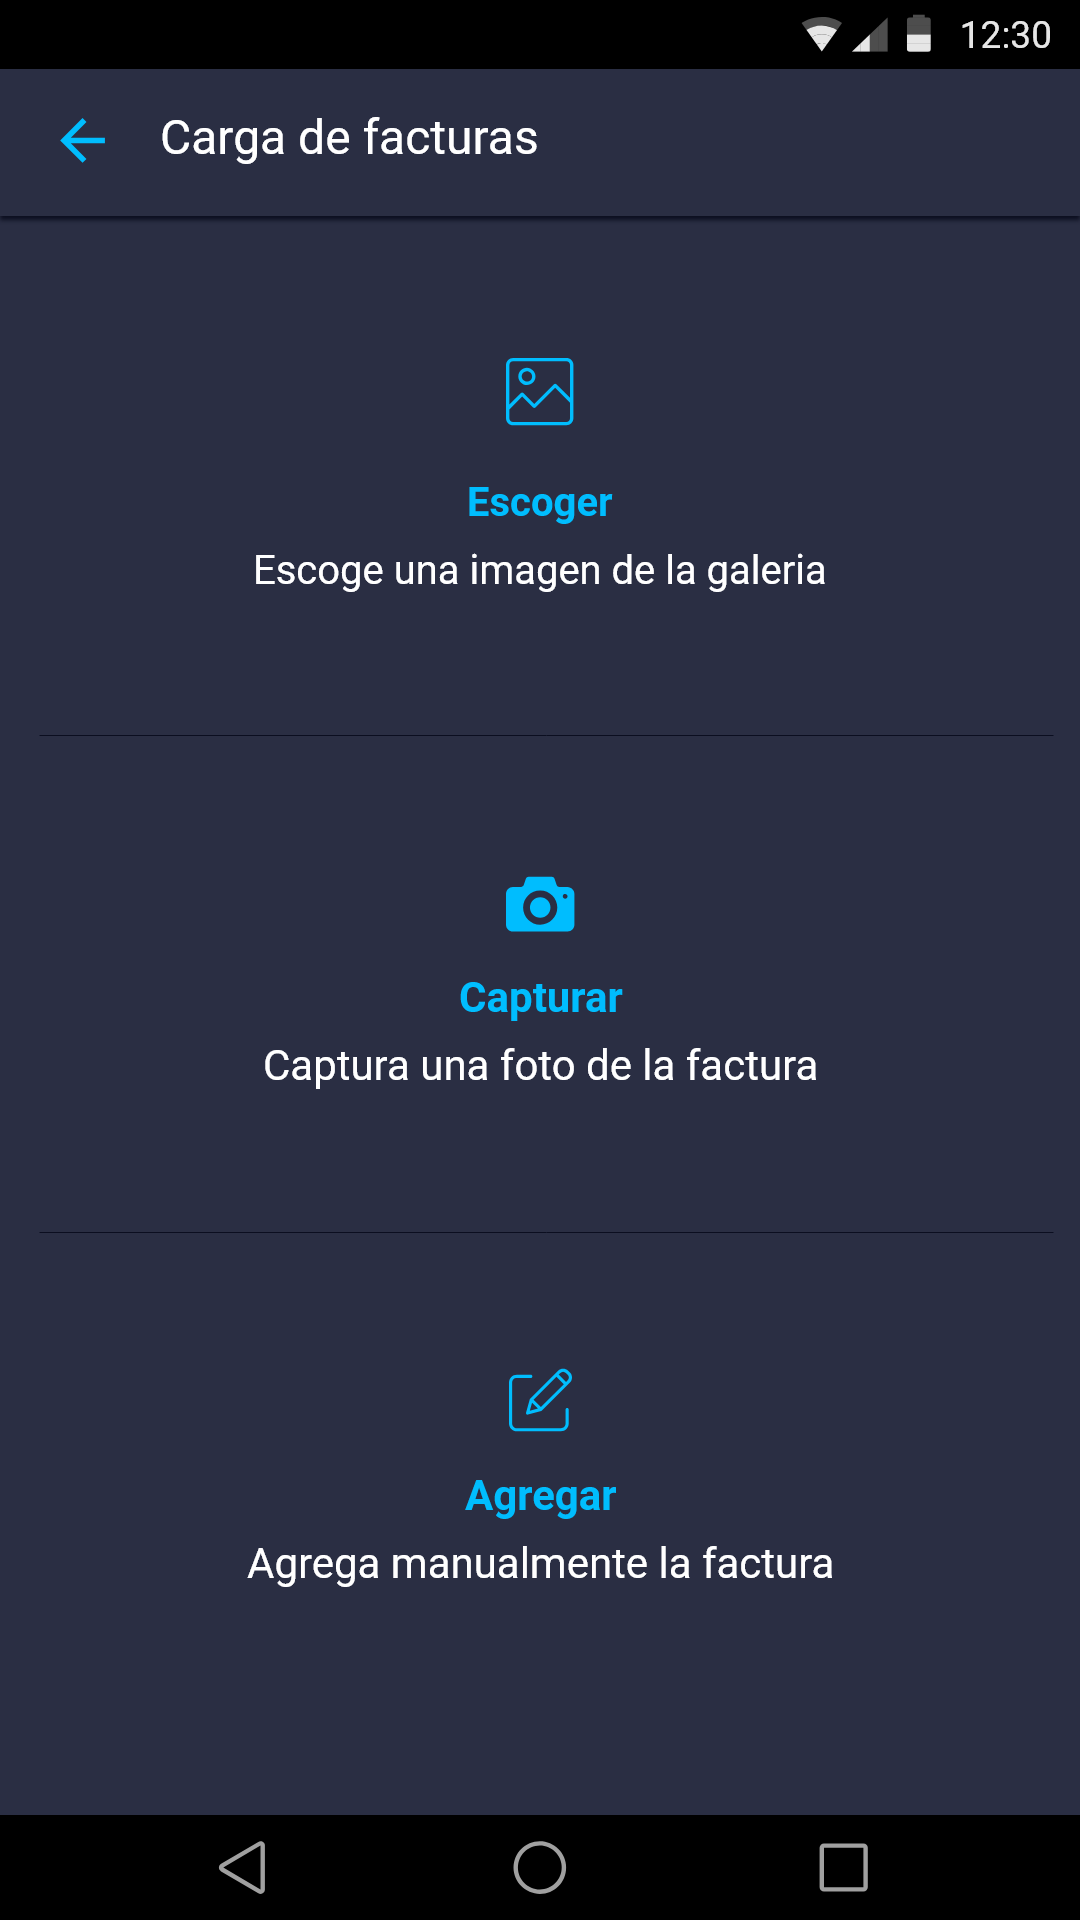 12:30
Carga de facturas
Escoger
Escoge una imagen de la galeria
Capturar
Captura una foto de la factura
Agregar
Agrega manualmente la factura